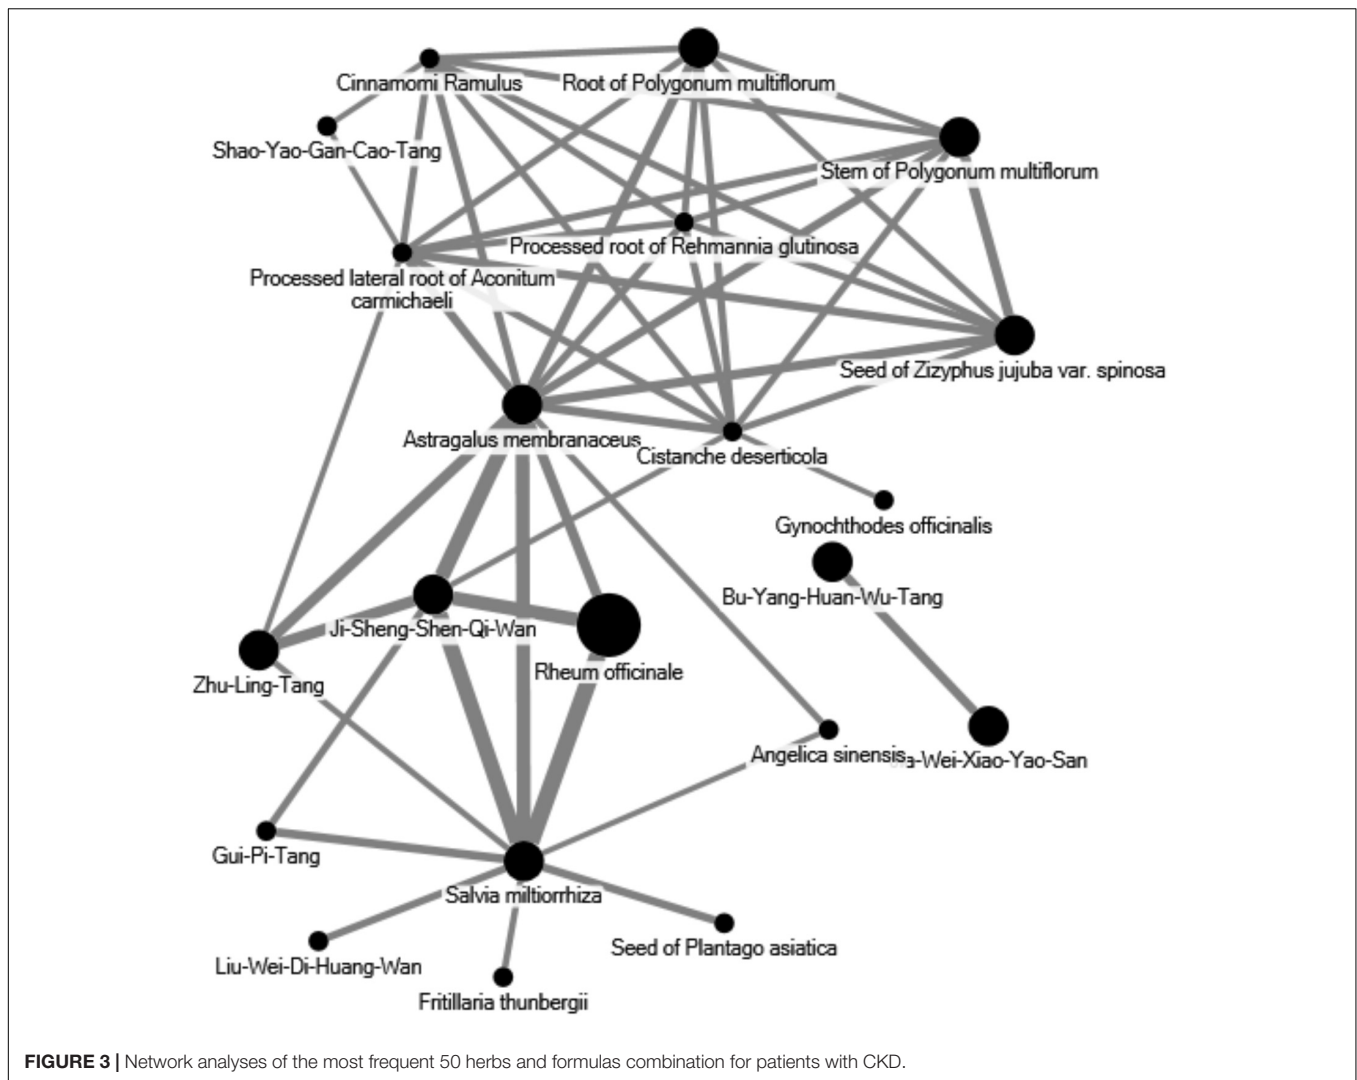 Cinnamomi Ramulus
Root of Polygonum multiflorum
Shao-Yao-Gan-Cao-Tang
Stem of Polygonum multiflorum
Processed root of Rehmannia glutinosa
Processed lateral root of Aconitum
carmichaeli
Seed of Zizyphus jujuba var. spinosa
Astragalus membranaceus
Cistanche deserticola
Gynochthodes officinalis
Bu-Yang-Huan-Wu-Tang
Ji-Sheng-Shen-Qi-Wan
Rheum officinale
Zhu-Ling-Tang
Angelica sinensis
-Wei-Xiao-Yao-San
Gui-Pi-Tang
Salvia miltiorrhiza
Seed of Plantago asiatica
Liu-Wei-Di-Huang-Wan
Fritillaria thunbergii
FIGURE 3 | Network analyses of the most frequent 50 herbs and formulas combination for patients with CKD.